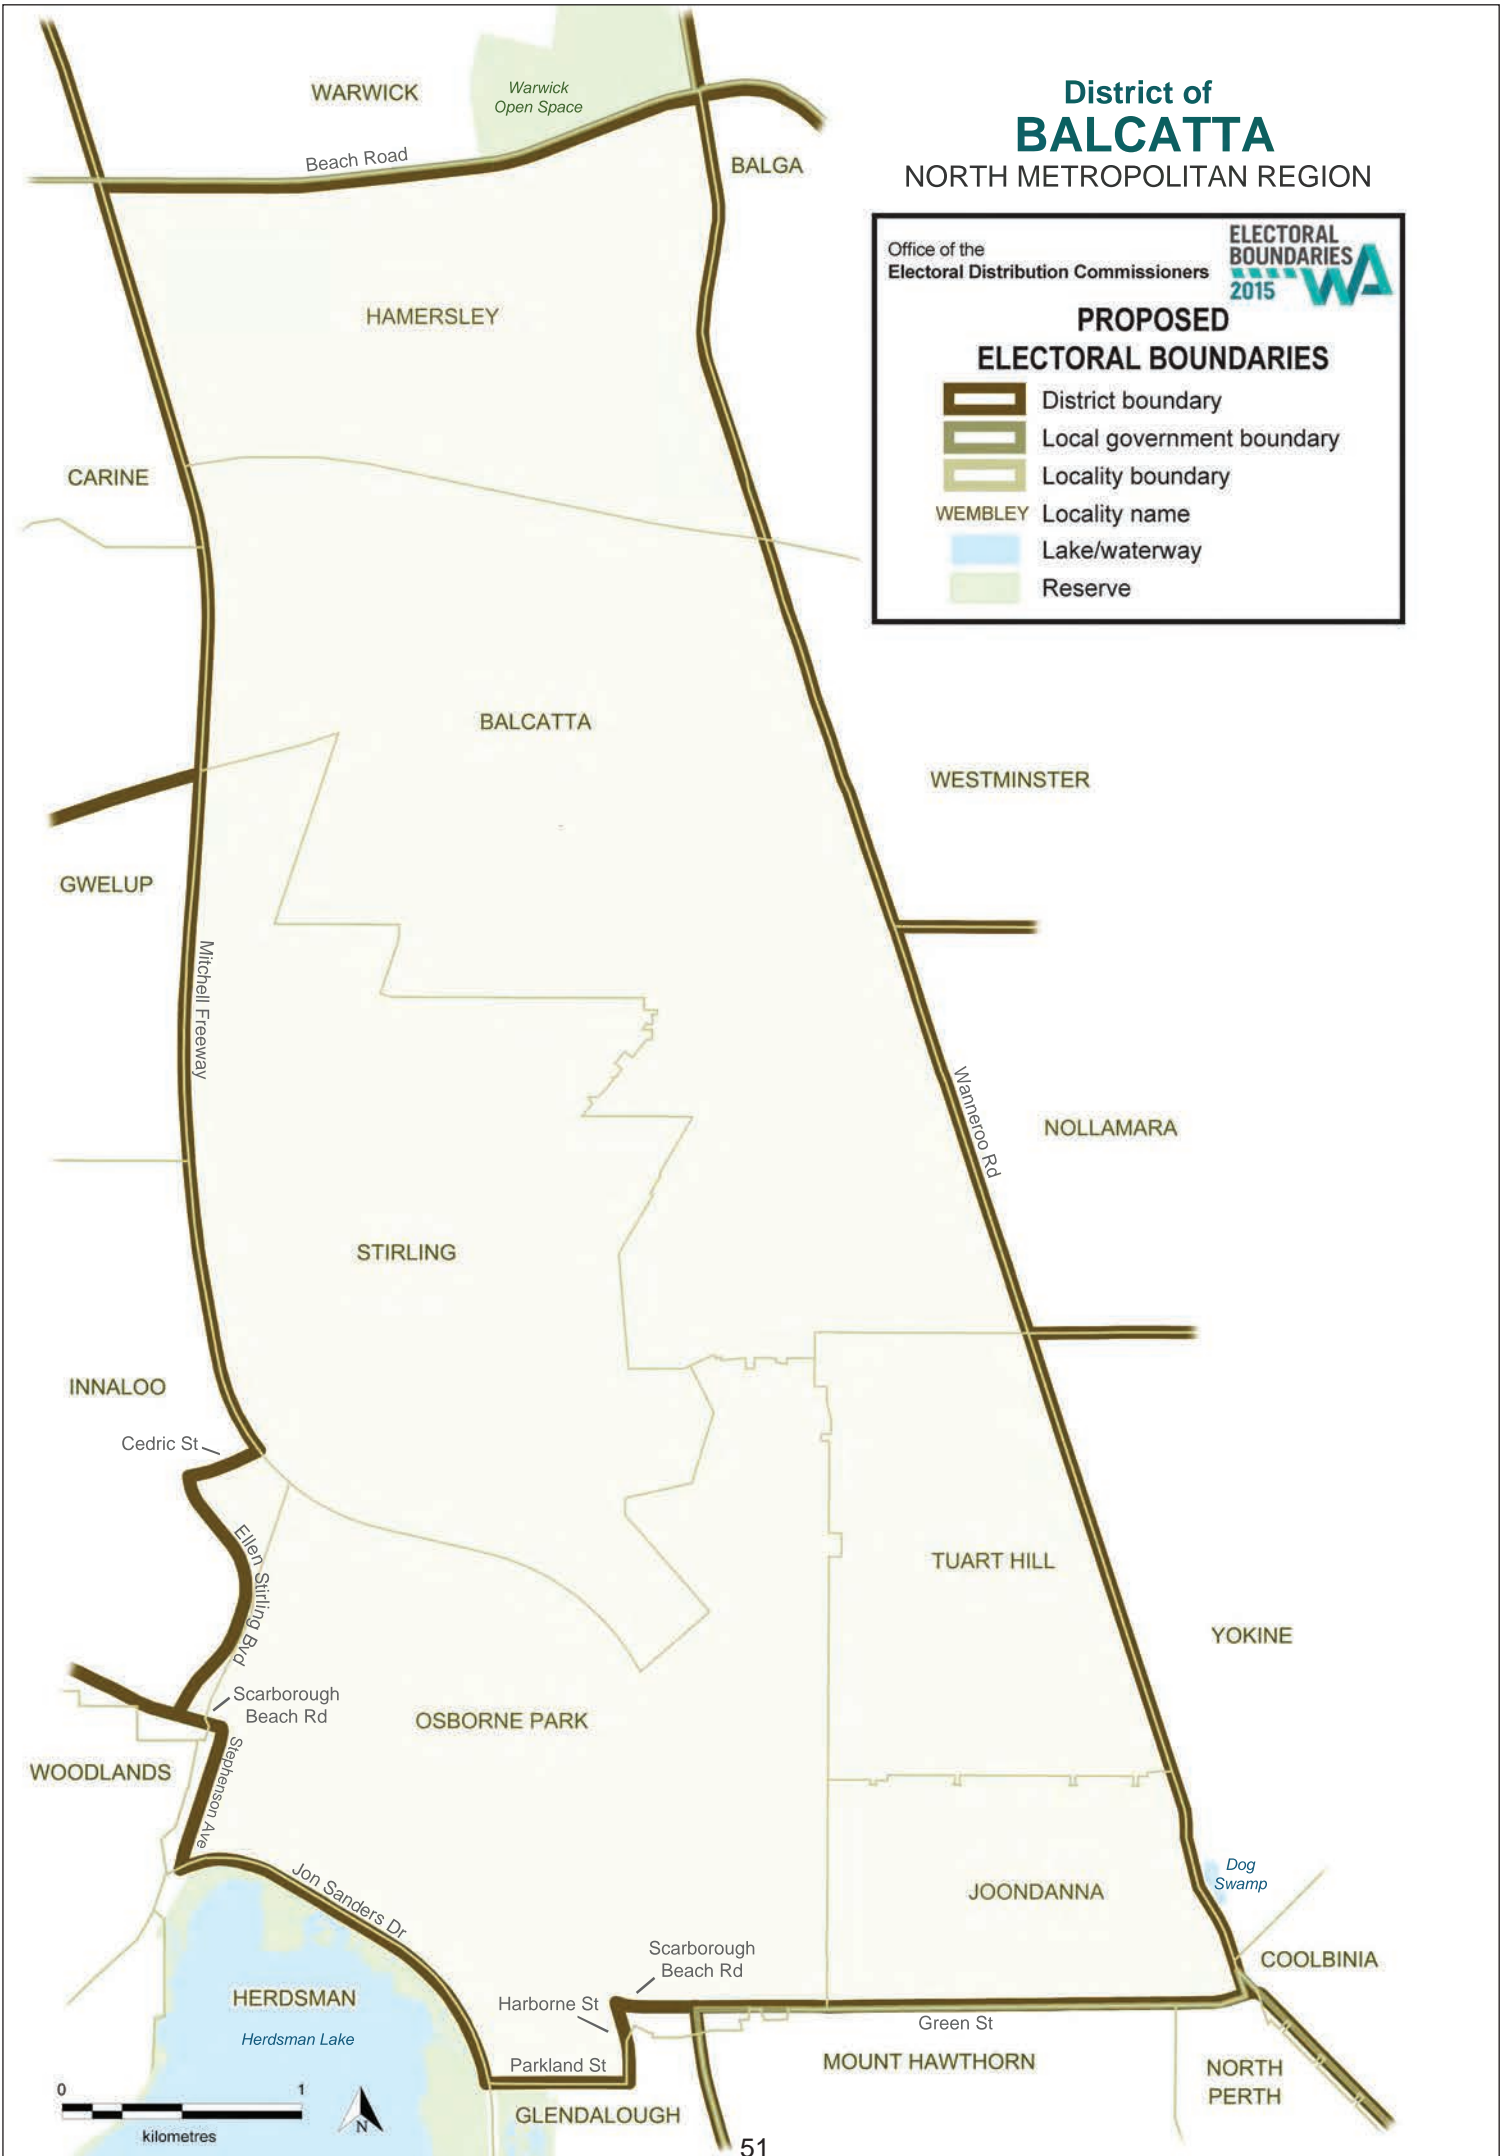 District of
BALCATTA
NORTH METROPOLITAN REGION
Office of the
Electoral Distribution Commissioners
ELECTORAL
BOUNDARIES
2015
WA
PROPOSED
ELECTORAL BOUNDARIES
District boundary
Local government boundary
Locality boundary
WEMBLEY Locality name
Lake/waterway
Reserve
WARWICK
Warwick
Open Space
Beach Road
BALGA
HAMERSLEY
CARINE
BALCATTA
WESTMINSTER
GWELUP
Mitchell Freeway
Wanneroo Rd
NOLLAMARA
STIRLING
INNALOO
Cedric St
Ellen Stirling Bvd
TUART HILL
YOKINE
Scarborough
Beach Rd
OSBORNE PARK
WOODLANDS
Stephenson Ave
Jon Sanders Dr
JOONDANNA
Dog
Swamp
Scarborough
Beach Rd
COOLBINIA
HERDSMAN
Harborne St
Herdsman Lake
Green St
Parkland St
MOUNT HAWTHORN
NORTH
PERTH
GLENDALOUGH
0 1
kilometres
N
51